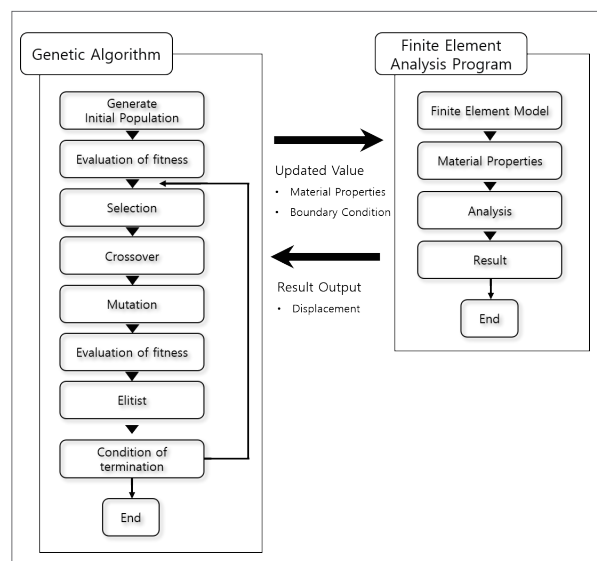 Genetic Algorithm
Generate
Initial Population
Evaluation of fitness
Selection
Crossover
Mutation
Evaluation of fitness
Elitist
Condition of
termination
End
Updated Value
• Material Properties
• Boundary Condition
Result Output
• Displacement
Finite Element
Analysis Program
Finite Element Model
Material Properties
Analysis
Result
End